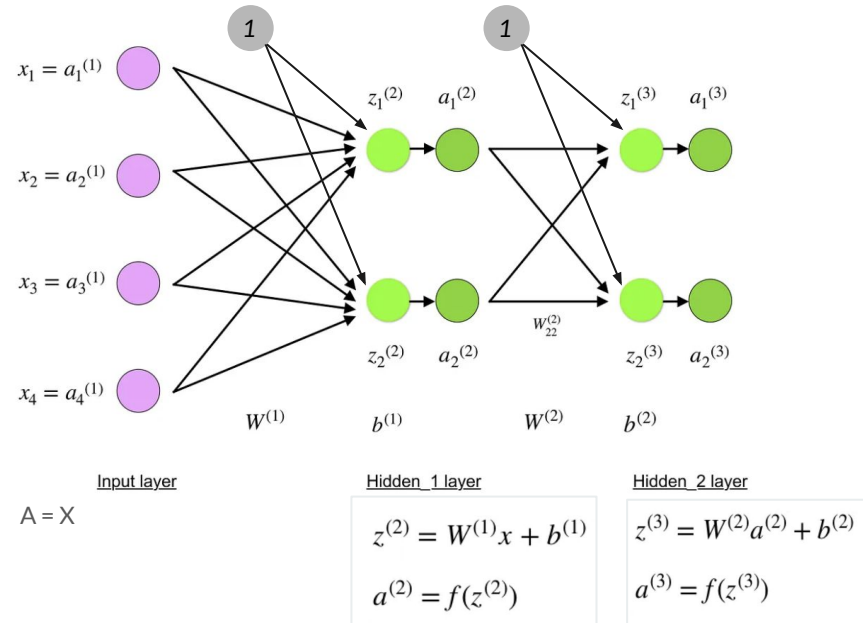 1
1
x₁ = a₁⁽¹⁾
z₁⁽²⁾ a₁⁽²⁾
z₁⁽³⁾ a₁⁽³⁾
x₂ = a₂⁽¹⁾
x₃ = a₃⁽¹⁾
W₂₂⁽²⁾
z₂⁽²⁾ a₂⁽²⁾
z₂⁽³⁾ a₂⁽³⁾
x₄ = a₄⁽¹⁾
W⁽¹⁾ b⁽¹⁾ W⁽²⁾ b⁽²⁾
Input layer
Hidden_1 layer
Hidden_2 layer
A = X
z⁽²⁾ = W⁽¹⁾x + b⁽¹⁾
a⁽²⁾ = f(z⁽²⁾)
z⁽³⁾ = W⁽²⁾a⁽²⁾ + b⁽²⁾
a⁽³⁾ = f(z⁽³⁾)